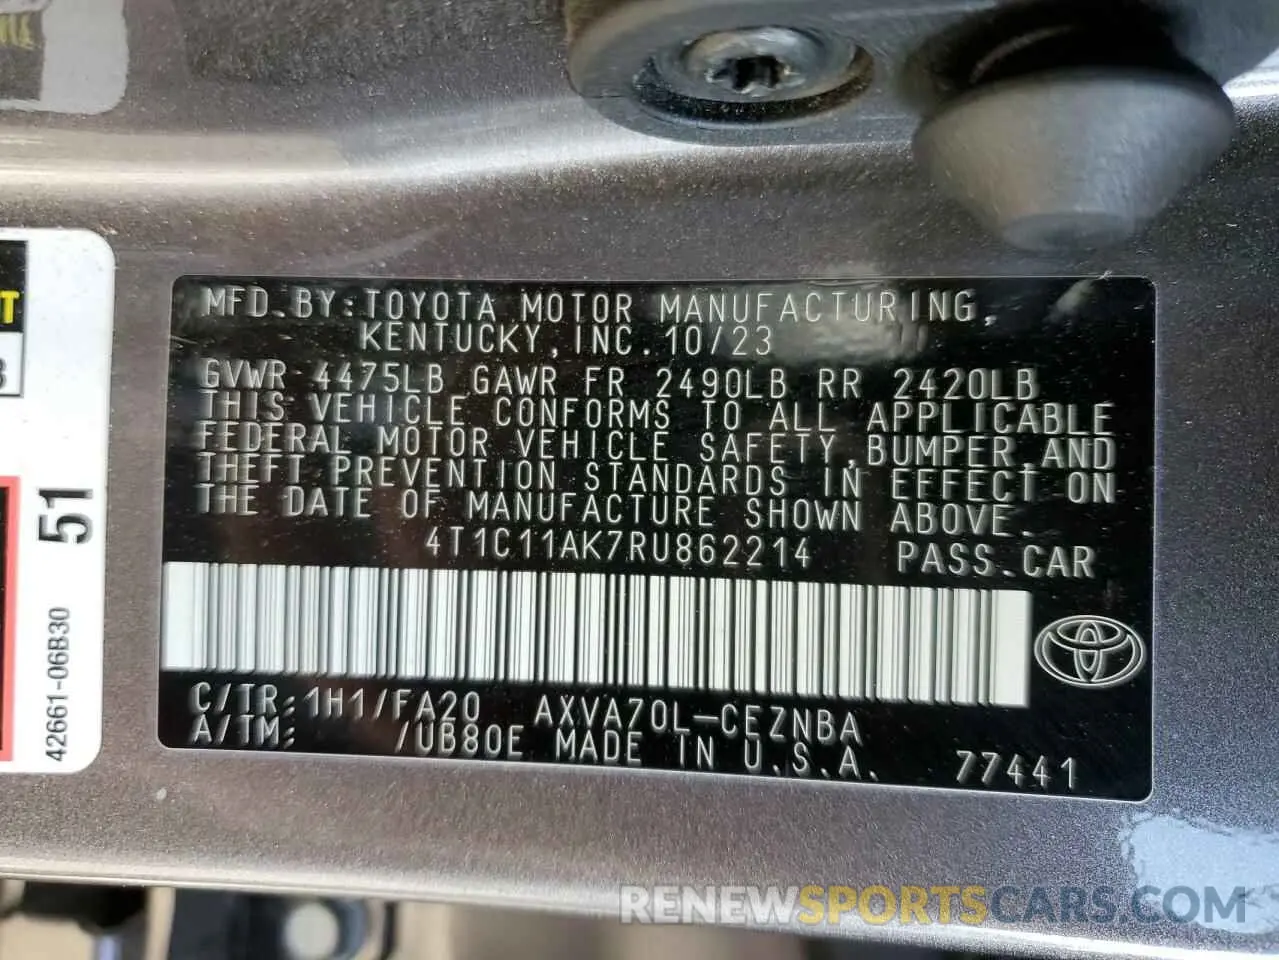 MFD.BY:TOYOTA MOTOR MANUFACTURING,
KENTUCKY,INC.10/23
GVWR 4475LB GAWR FR 2490LB RR 2420LB
THIS VEHICLE CONFORMS TO ALL APPLICABLE
FEDERAL MOTOR VEHICLE SAFETY,BUMPER,AND
THEFT PREVENTION STANDARDS IN EFFECT ON
THE DATE OF MANUFACTURE SHOWN ABOVE.
4T1C11AK7RU862214 PASS.CAR
C/TR:1H1/FA20 AXVA70L-CEZNBA
A/TM: /UB80E MADE IN U.S.A. 77441
51
42661-06B30
RENEWSPORTSCARS.COM